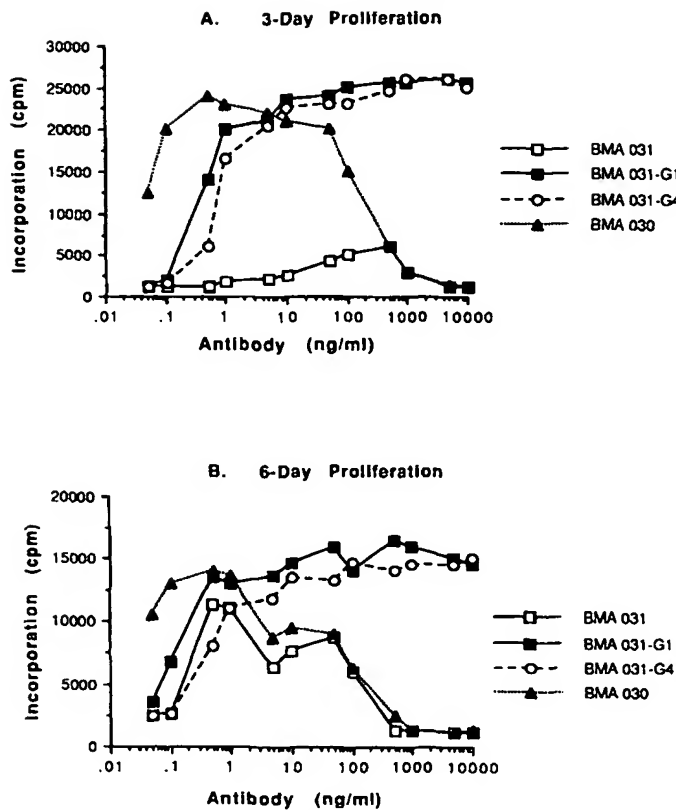 A. 3-Day Proliferation
Incorporation (cpm)
30000
25000
20000
15000
10000
5000
0
.01 .1 1 10 100 1000 10000
Antibody (ng/ml)
BMA 031
BMA 031-G1
BMA 031-G4
BMA 030
B. 6-Day Proliferation
Incorporation (cpm)
20000
15000
10000
5000
0
.01 .1 1 10 100 1000 10000
Antibody (ng/ml)
BMA 031
BMA 031-G1
BMA 031-G4
BMA 030